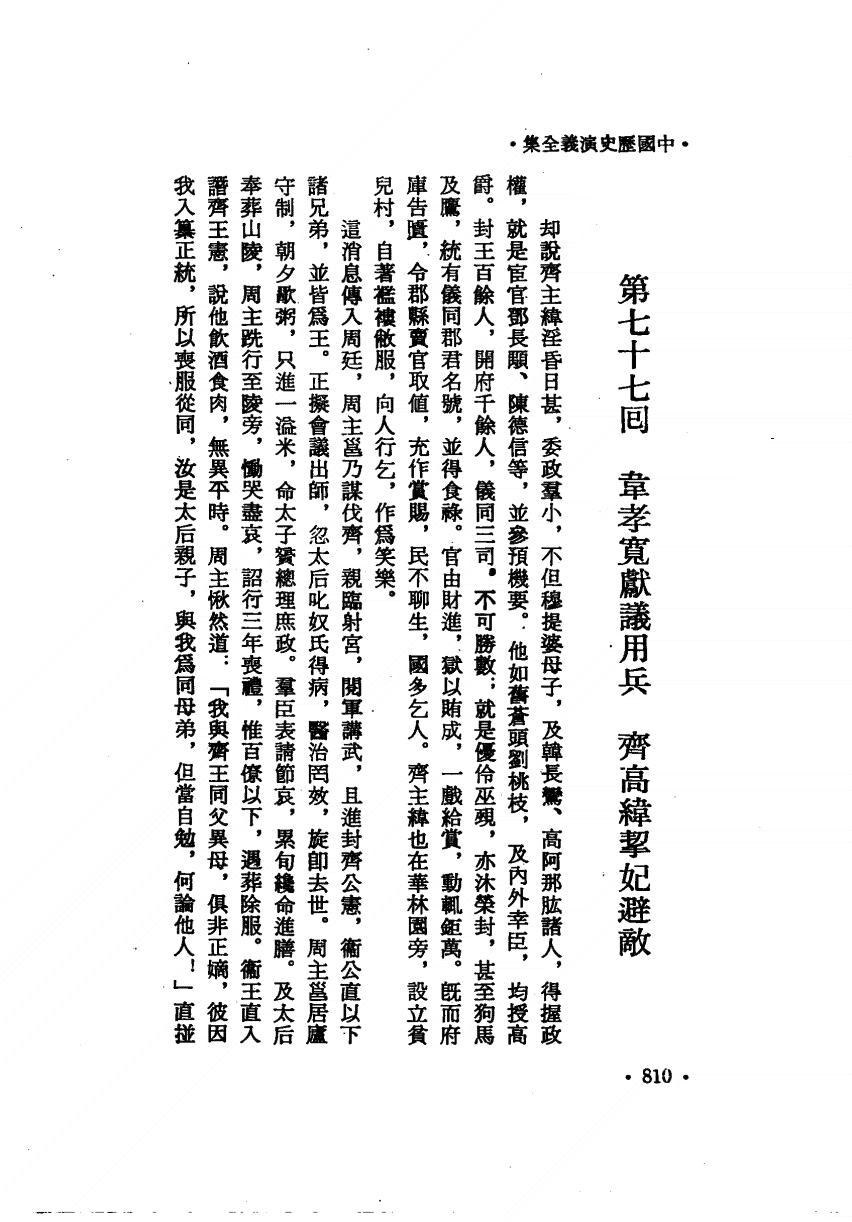 •中國歷史演義全集•
第七十七回　韋孝寬獻議用兵　齊高緯挈妃避敵
却說齊主緯淫昏日甚，委政羣小，不但穆提婆母子，及韓長鸞、高阿那肱諸人，得握政
權，就是宦官鄧長顒、陳德信等，並參預機要。他如舊蒼頭劉桃枝，及內外幸臣，均授高
爵。封王百餘人，開府千餘人，儀同三司。不可勝數；就是優伶巫覡，亦沐榮封，甚至狗馬
及鷹，統有儀同郡君名號，並得食祿。官由財進，獄以賄成，一戲給賞，動輒鉅萬。旣而府
庫告匱，令郡縣賣官取値，充作賞賜，民不聊生，國多乞人。齊主緯也在華林園旁，設立貧
兒村，自著襤褸敝服，向人行乞，作爲笑樂。
這消息傳入周廷，周主邕乃謀伐齊，親臨射宮，閱軍講武，且進封齊公憲，衞公直以下
諸兄弟，並皆爲王。正擬會議出師，忽太后叱奴氏得病，醫治罔效，旋卽去世。周主邕居廬
守制，朝夕歠粥，只進一溢米，命太子贇總理庶政。羣臣表請節哀，累旬纔命進膳。及太后
奉葬山陵，周主跣行至陵旁，慟哭盡哀，詔行三年喪禮，惟百僚以下，遇葬除服。衞王直入
譖齊王憲，說他飲酒食肉，無異平時。周主愀然道：「我與齊王同父異母，俱非正嫡，彼因
我入纂正統，所以喪服從同，汝是太后親子，與我爲同母弟，但當自勉，何論他人！」直碰
• 810 •